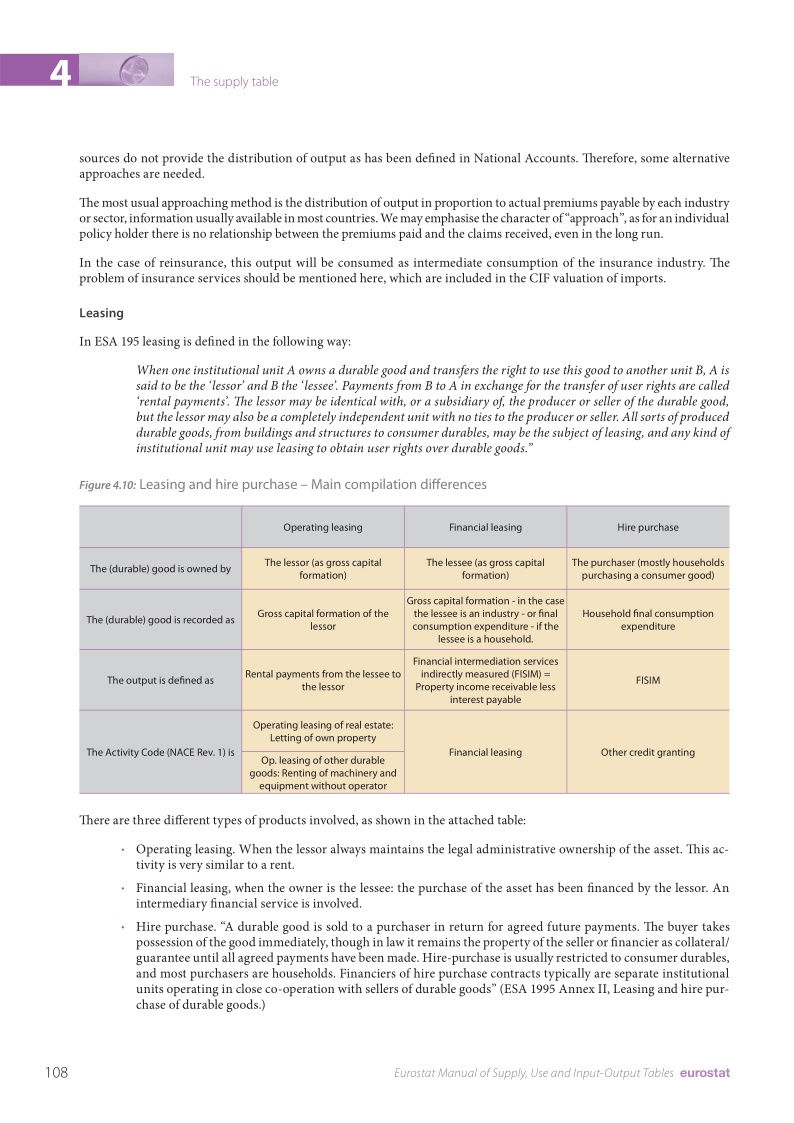 4
The supply table
sources do not provide the distribution of output as has been defined in National Accounts. Therefore, some alternative
approaches are needed.
The most usual approaching method is the distribution of output in proportion to actual premiums payable by each industry
or sector, information usually available in most countries. We may emphasise the character of “approach”, as for an individual
policy holder there is no relationship between the premiums paid and the claims received, even in the long run.
In the case of reinsurance, this output will be consumed as intermediate consumption of the insurance industry. The
problem of insurance services should be mentioned here, which are included in the CIF valuation of imports.
Leasing
In ESA 195 leasing is defined in the following way:
When one institutional unit A owns a durable good and transfers the right to use this good to another unit B, A is
said to be the ‘lessor’ and B the ‘lessee’. Payments from B to A in exchange for the transfer of user rights are called
‘rental payments’. The lessor may be identical with, or a subsidiary of, the producer or seller of the durable good,
but the lessor may also be a completely independent unit with no ties to the producer or seller. All sorts of produced
durable goods, from buildings and structures to consumer durables, may be the subject of leasing, and any kind of
institutional unit may use leasing to obtain user rights over durable goods.”
Figure 4.10: Leasing and hire purchase – Main compilation differences
Operating leasing
Financial leasing
Hire purchase
The (durable) good is owned by
The lessor (as gross capital
formation)
The lessee (as gross capital
formation)
The purchaser (mostly households
purchasing a consumer good)
The (durable) good is recorded as
Gross capital formation of the
lessor
Gross capital formation - in the case
the lessee is an industry - or final
consumption expenditure - if the
lessee is a household.
Household final consumption
expenditure
The output is defined as
Rental payments from the lessee to
the lessor
Financial intermediation services
indirectly measured (FISIM) =
Property income receivable less
interest payable
FISIM
The Activity Code (NACE Rev. 1) is
Operating leasing of real estate:
Letting of own property
Op. leasing of other durable
goods: Renting of machinery and
equipment without operator
Financial leasing
Other credit granting
There are three different types of products involved, as shown in the attached table:
• Operating leasing. When the lessor always maintains the legal administrative ownership of the asset. This ac-
tivity is very similar to a rent.
• Financial leasing, when the owner is the lessee: the purchase of the asset has been financed by the lessor. An
intermediary financial service is involved.
• Hire purchase. “A durable good is sold to a purchaser in return for agreed future payments. The buyer takes
possession of the good immediately, though in law it remains the property of the seller or financier as collateral/
guarantee until all agreed payments have been made. Hire-purchase is usually restricted to consumer durables,
and most purchasers are households. Financiers of hire purchase contracts typically are separate institutional
units operating in close co-operation with sellers of durable goods” (ESA 1995 Annex II, Leasing and hire pur-
chase of durable goods.)
108
Eurostat Manual of Supply, Use and Input-Output Tables eurostat